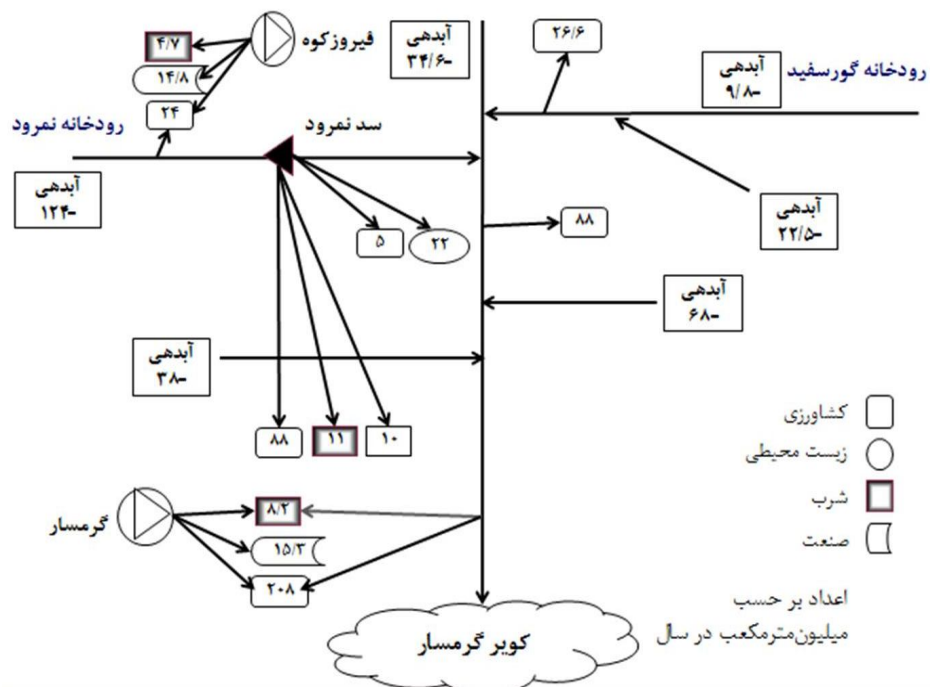 آبدهی
-۳۴/۶
۲۶/۶
رودخانه گورسفید
آبدهی
-۹/۸
فیروزکوه
۴/۷
۱۴/۸
۲۴
رودخانه نمرود
سد نمرود
آبدهی
-۱۲۴
۵
۲۲
۸۸
آبدهی
-۲۲/۵
آبدهی
-۶۸
آبدهی
-۳۸
۸۸
۱۱
۱۰
کشاورزی
زیست محیطی
شرب
صنعت
گرمسار
۸/۲
۱۵/۳
۲۰۸
اعداد بر حسب
میلیون‌مترمکعب در سال
کویر گرمسار